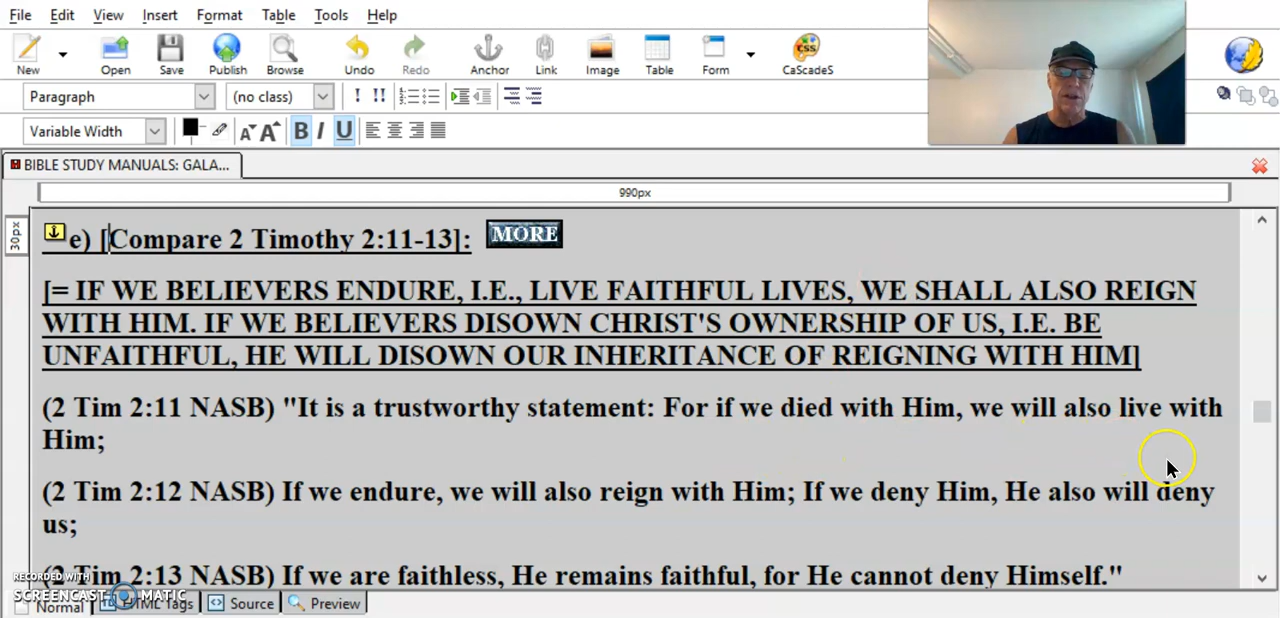 File Edit View Insert Format Table Tools Help
New Open Save Publish Browse Undo Redo Anchor Link Image Table Form CaScadeS
CSS
Paragraph (no class) ! !!
Variable Width A A B I U
BIBLE STUDY MANUALS: GALA...
990px
30px
e) [Compare 2 Timothy 2:11-13]: MORE
[= IF WE BELIEVERS ENDURE, I.E., LIVE FAITHFUL LIVES, WE SHALL ALSO REIGN
WITH HIM. IF WE BELIEVERS DISOWN CHRIST'S OWNERSHIP OF US, I.E. BE
UNFAITHFUL, HE WILL DISOWN OUR INHERITANCE OF REIGNING WITH HIM]
(2 Tim 2:11 NASB) "It is a trustworthy statement: For if we died with Him, we will also live with
Him;
(2 Tim 2:12 NASB) If we endure, we will also reign with Him; If we deny Him, He also will deny
us;
(2 Tim 2:13 NASB) If we are faithless, He remains faithful, for He cannot deny Himself."
RECORDED WITH
SCREENCAST MATIC
Normal HTML Tags Source Preview